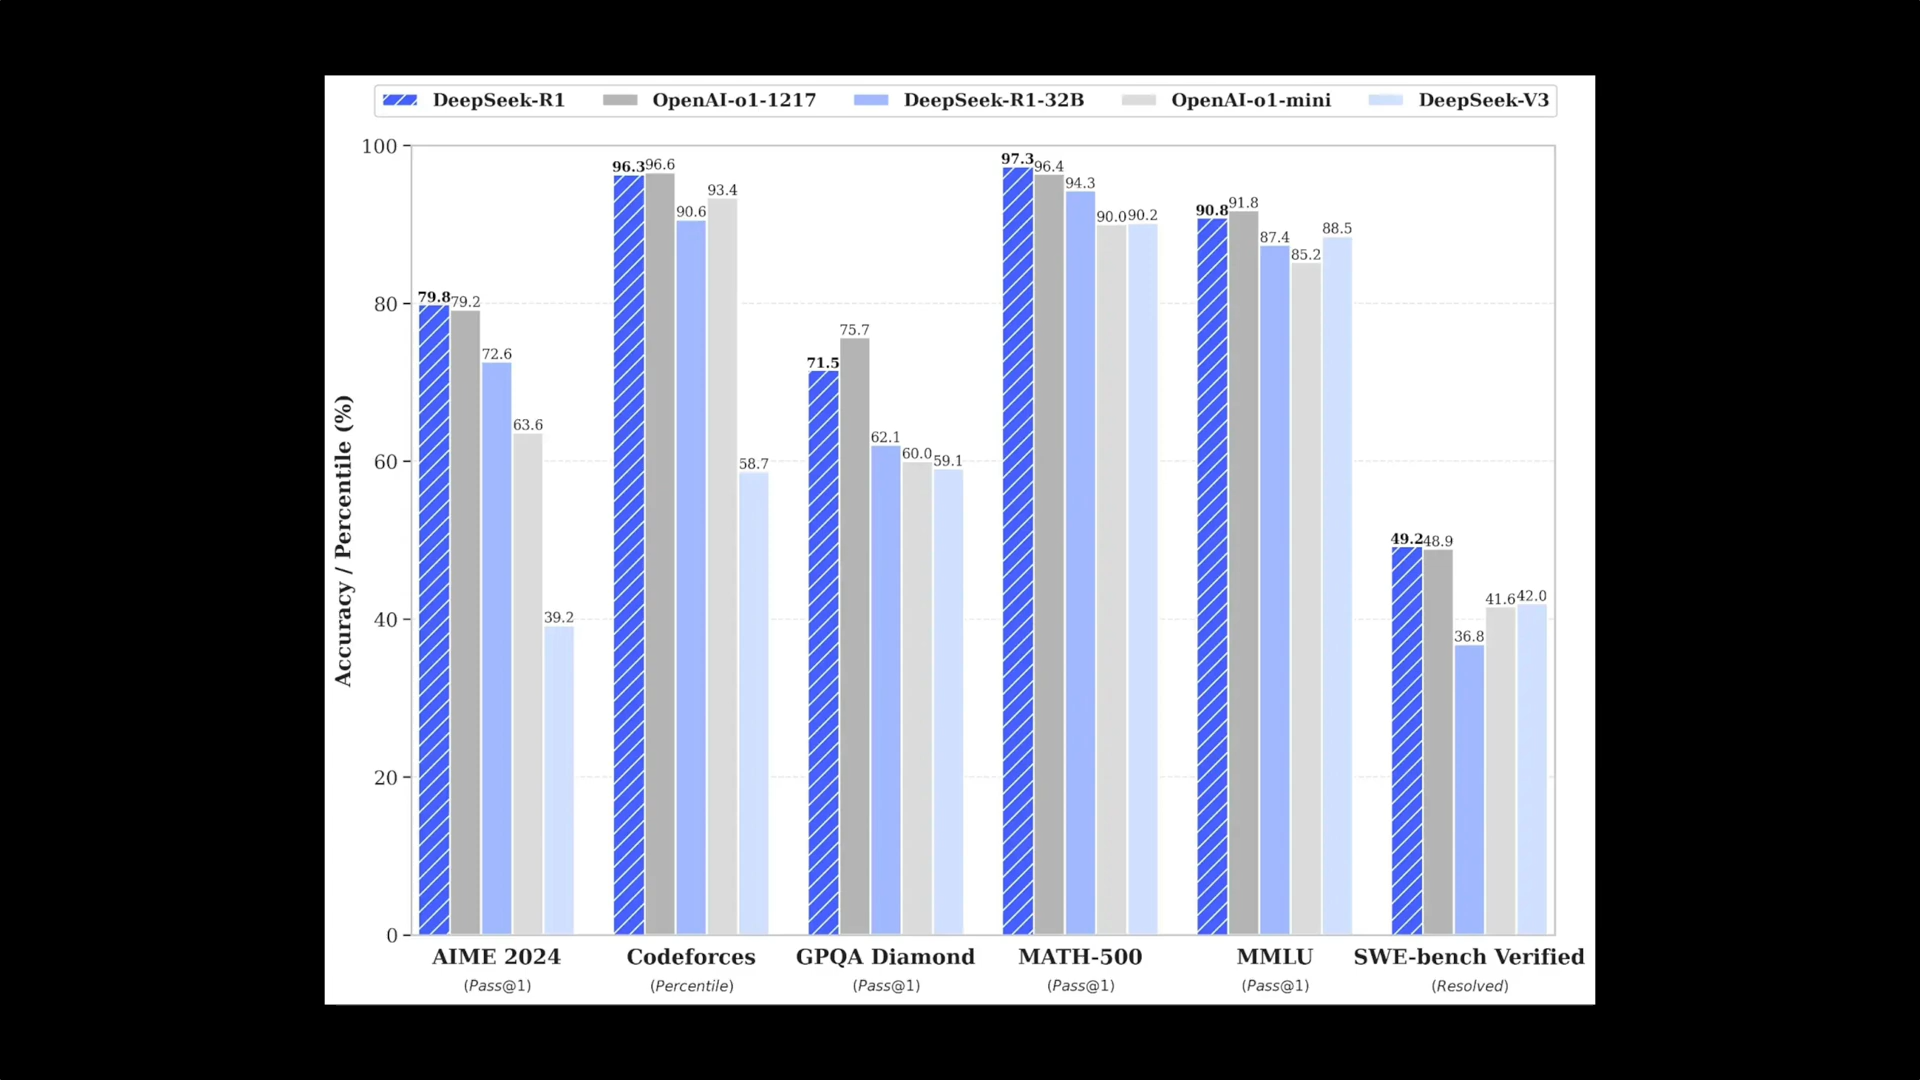 DeepSeek-R1 OpenAI-o1-1217 DeepSeek-R1-32B OpenAI-o1-mini DeepSeek-V3
Accuracy / Percentile (%)
100
80
60
40
20
0
79.8 79.2 72.6 63.6 39.2
96.3 96.6 90.6 93.4 58.7
71.5 75.7 62.1 60.0 59.1
97.3 96.4 94.3 90.0 90.2
90.8 91.8 87.4 85.2 88.5
49.2 48.9 36.8 41.6 42.0
AIME 2024 Codeforces GPQA Diamond MATH-500 MMLU SWE-bench Verified
(Pass@1) (Percentile) (Pass@1) (Pass@1) (Pass@1) (Resolved)